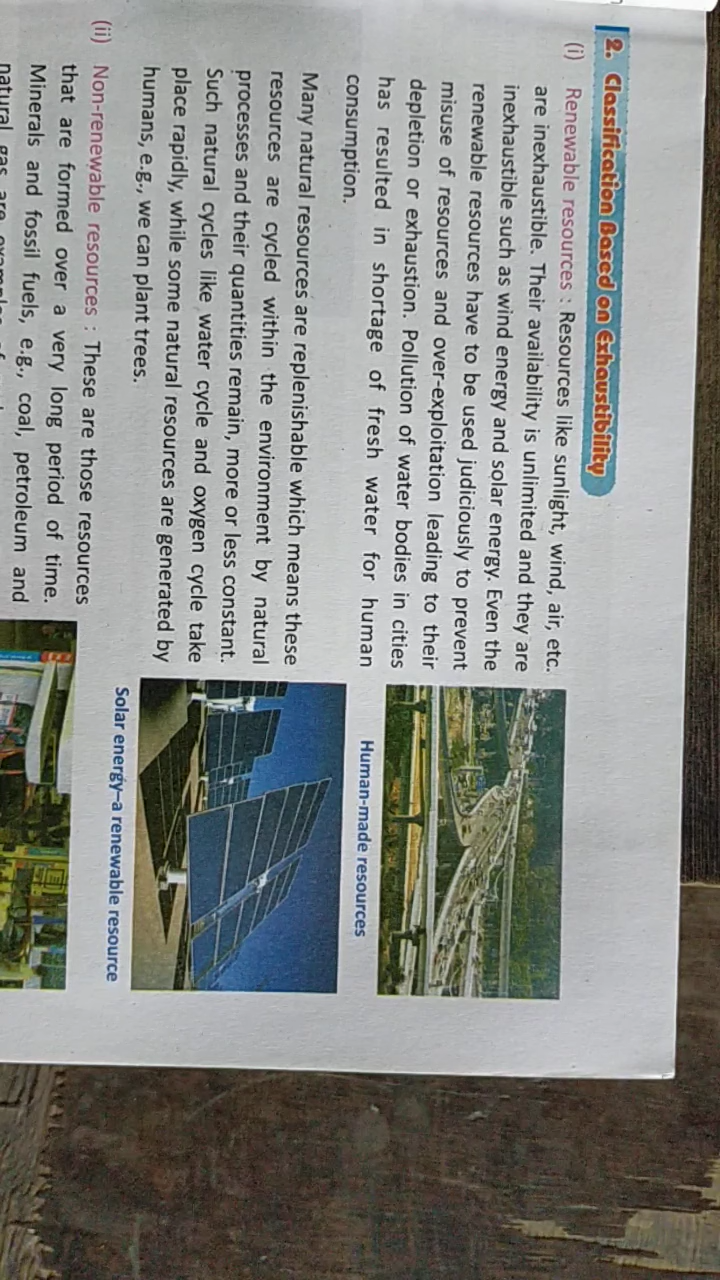 2. Classification Based on Exhaustibility
(i) Renewable resources : Resources like sunlight, wind, air, etc.
are inexhaustible. Their availability is unlimited and they are
inexhaustible such as wind energy and solar energy. Even the
renewable resources have to be used judiciously to prevent
misuse of resources and over-exploitation leading to their
depletion or exhaustion. Pollution of water bodies in cities
has resulted in shortage of fresh water for human
consumption.
Human-made resources
Many natural resources are replenishable which means these
resources are cycled within the environment by natural
processes and their quantities remain, more or less constant.
Such natural cycles like water cycle and oxygen cycle take
place rapidly, while some natural resources are generated by
humans, e.g., we can plant trees.
Solar energy–a renewable resource
(ii) Non-renewable resources : These are those resources
that are formed over a very long period of time.
Minerals and fossil fuels, e.g., coal, petroleum and
natural gas are